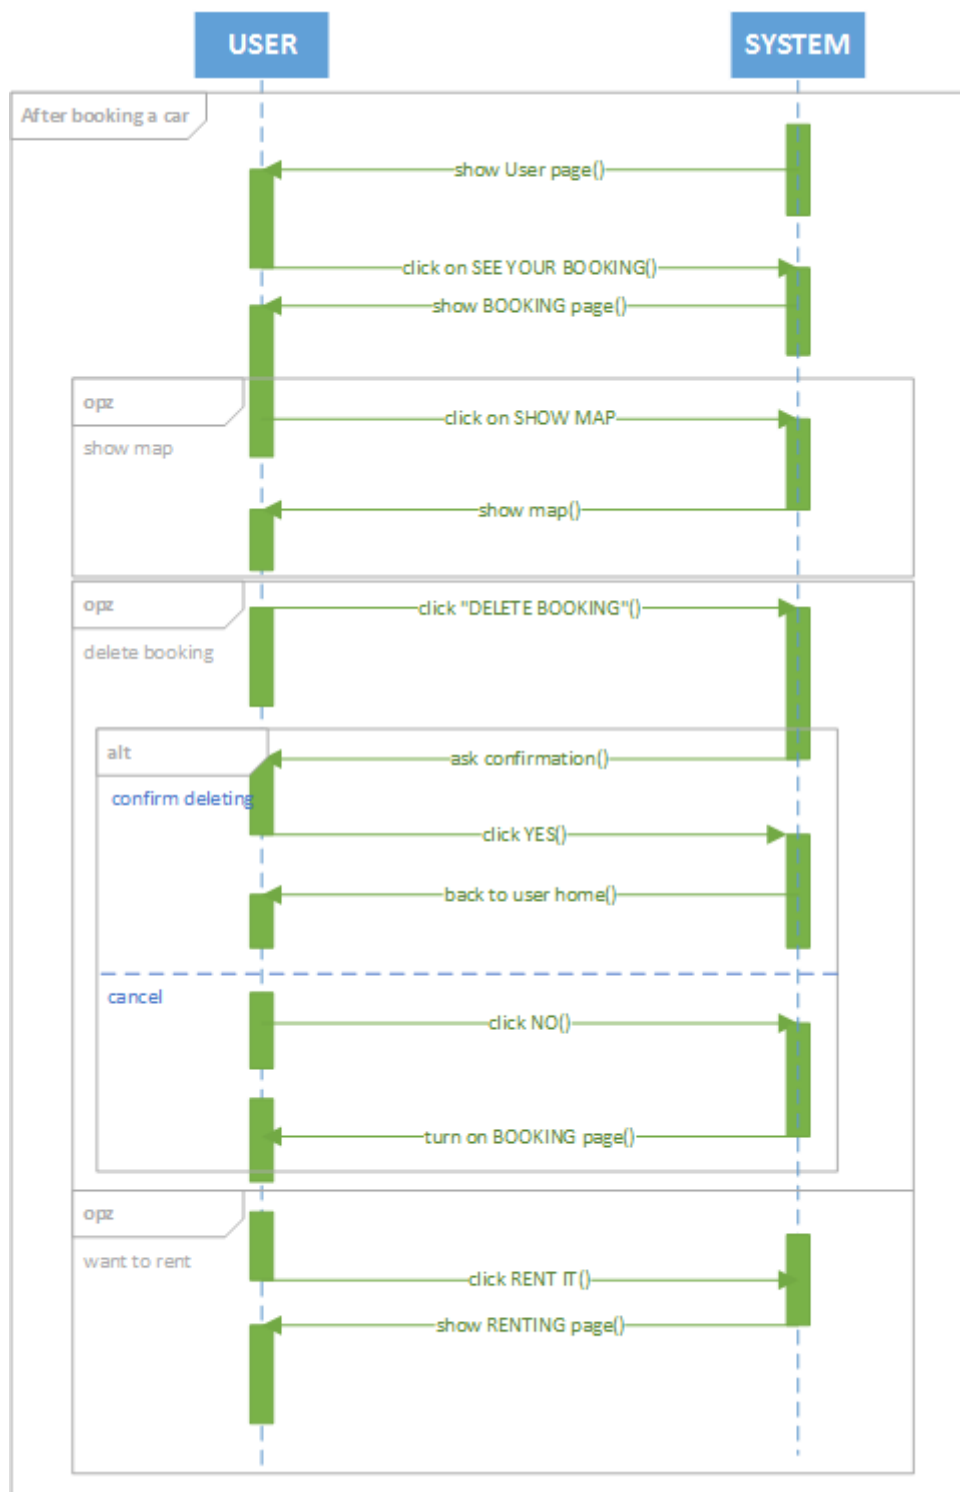 USER
SYSTEM
After booking a car
show User page()
click on SEE YOUR BOOKING()
show BOOKING page()
opz
click on SHOW MAP
show map
show map()
opz
click "DELETE BOOKING"()
delete booking
alt
ask confirmation()
confirm deleting
click YES()
back to user home()
cancel
click NO()
turn on BOOKING page()
opz
want to rent
click RENT IT()
show RENTING page()